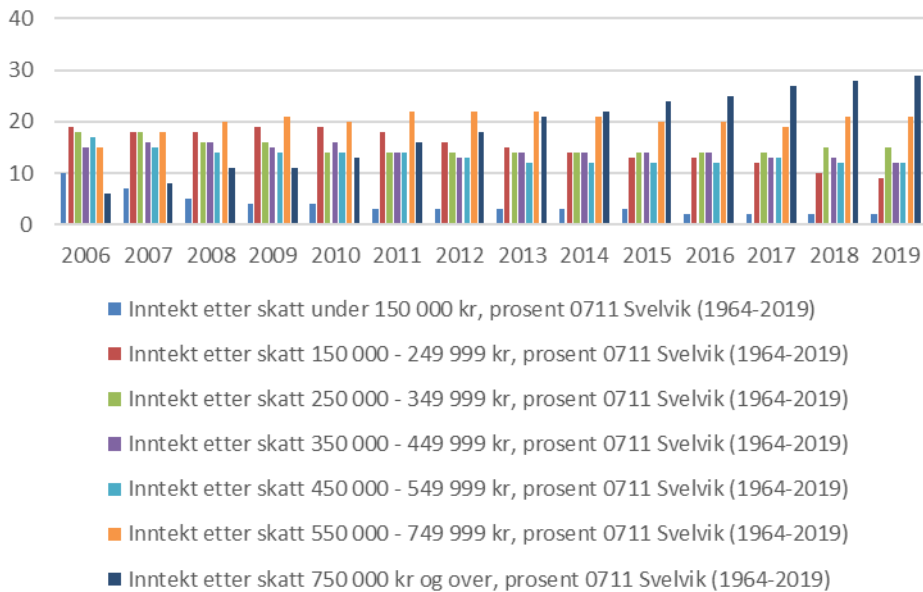 40
30
20
10
0
2006 2007 2008 2009 2010 2011 2012 2013 2014 2015 2016 2017 2018 2019
Inntekt etter skatt under 150 000 kr, prosent 0711 Svelvik (1964-2019)
Inntekt etter skatt 150 000 - 249 999 kr, prosent 0711 Svelvik (1964-2019)
Inntekt etter skatt 250 000 - 349 999 kr, prosent 0711 Svelvik (1964-2019)
Inntekt etter skatt 350 000 - 449 999 kr, prosent 0711 Svelvik (1964-2019)
Inntekt etter skatt 450 000 - 549 999 kr, prosent 0711 Svelvik (1964-2019)
Inntekt etter skatt 550 000 - 749 999 kr, prosent 0711 Svelvik (1964-2019)
Inntekt etter skatt 750 000 kr og over, prosent 0711 Svelvik (1964-2019)